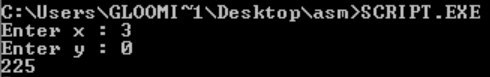 C:\Users\GLOOMI~1\Desktop\asm>SCRIPT.EXE
Enter x : 3
Enter y : 0
225